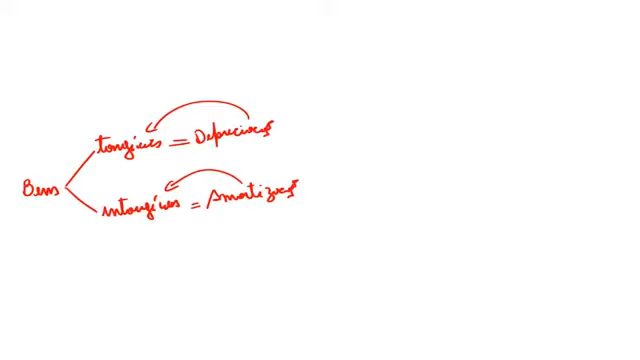 tangíveis = Depreciação
Bens
intangíveis = Amortização